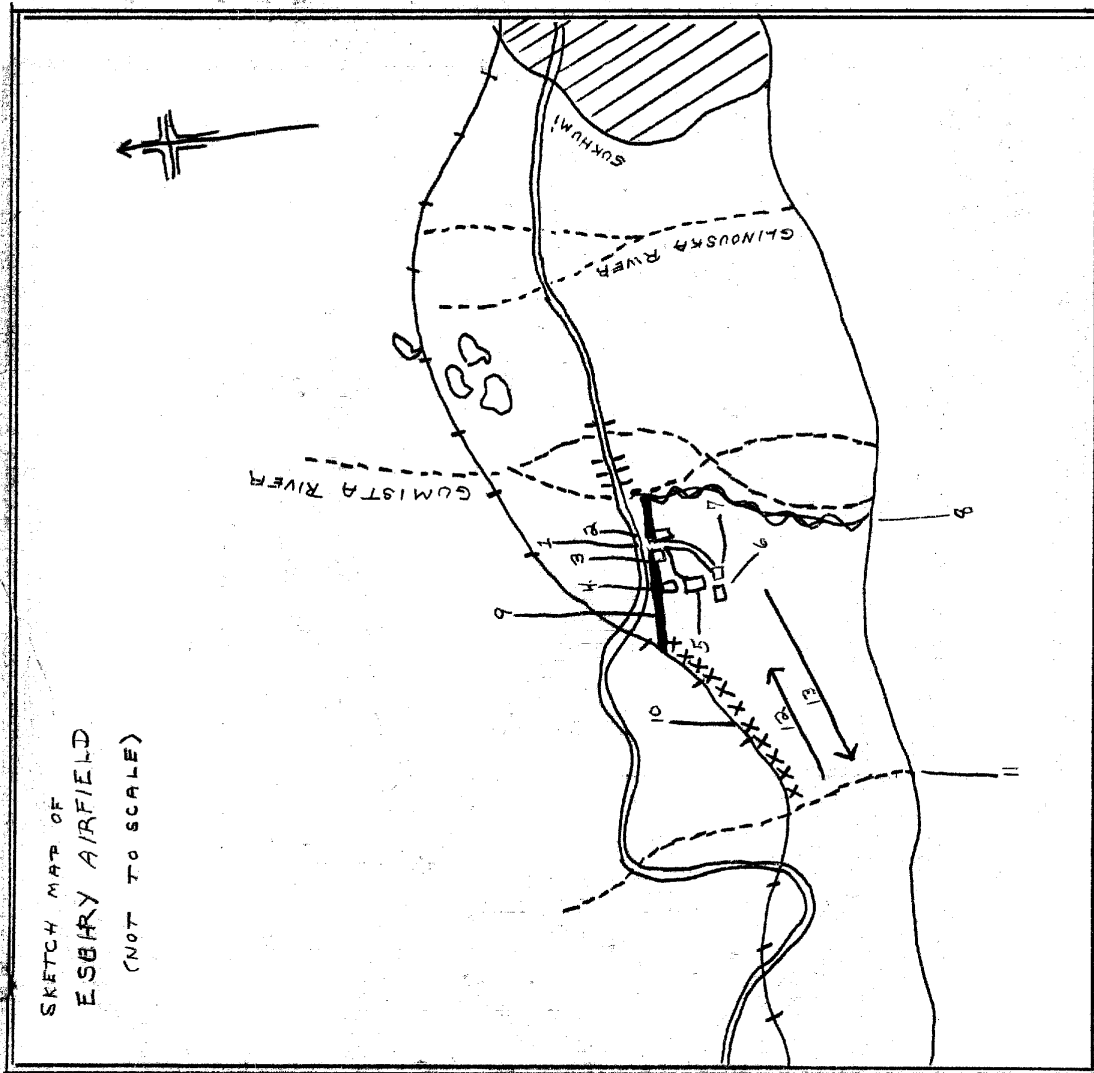 SKETCH MAP OF
ESBHRY AIRFIELD
(NOT TO SCALE)
SUKHUMI
GLINOUSKA RIVER
GUMISTA RIVER
1
2
3
4.
5
6
7
8
9
10
11
12
13